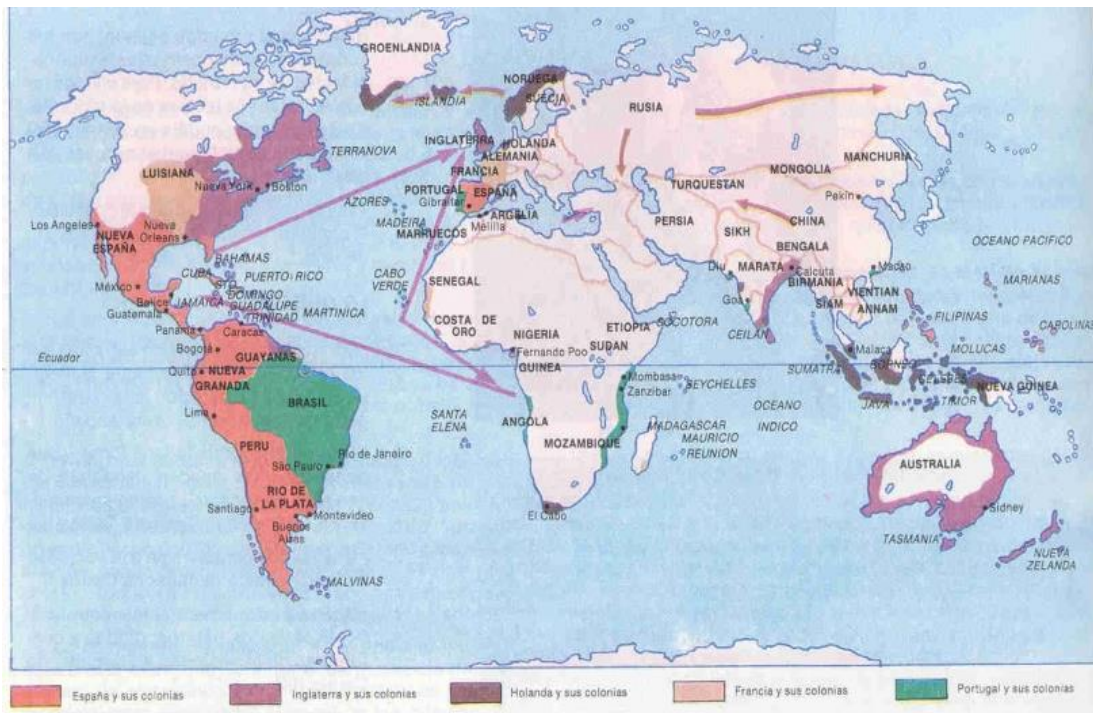 GROENLANDIA
ISLANDIA
NORUEGA
SUECIA
RUSIA
INGLATERRA
HOLANDA
ALEMANIA
FRANCIA
PORTUGAL
ESPAÑA
Gibraltar
Melilla
ARGELIA
MARRUECOS
AZORES
MADEIRA
CABO
VERDE
TERRANOVA
LUISIANA
Nueva York
Boston
Los Angeles
NUEVA
ESPAÑA
Nueva
Orleans
BAHAMAS
CUBA
PUERTO RICO
STO.
DOMINGO
JAMAICA
GUADALUPE
MARTINICA
TRINIDAD
México
Belice
Guatemala
Panamá
Caracas
Bogotá
GUAYANAS
Ecuador
Quito
NUEVA
GRANADA
BRASIL
Lima
PERU
São Paulo
Rio de Janairo
RIO DE
LA PLATA
Santiago
Montevideo
Buenos
Aires
MALVINAS
SENEGAL
COSTA DE
ORO
NIGERIA
Fernando Poo
GUINEA
ETIOPIA
SUDAN
SOCOTORA
Mombasa
Zanzibar
SEYCHELLES
SANTA
ELENA
ANGOLA
MOZAMBIQUE
MADAGASCAR
MAURICIO
REUNION
OCEANO
INDICO
El Cabo
TURQUESTAN
MONGOLIA
MANCHURIA
Pekín
PERSIA
SIKH
CHINA
BENGALA
Diu
MARATA
Calcuta
BIRMANIA
Macao
Goa
SIAM
VIENTIAN
ANNAM
CEILAN
OCEANO PACIFICO
MARIANAS
FILIPINAS
CAROLINAS
Malaca
MOLUCAS
SUMATRA
BORNEO
CELEBES
NUEVA GUINEA
JAVA
TIMOR
AUSTRALIA
Sidney
TASMANIA
NUEVA
ZELANDA
España y sus colonias
Inglaterra y sus colonias
Holanda y sus colonias
Francia y sus colonias
Portugal y sus colonias